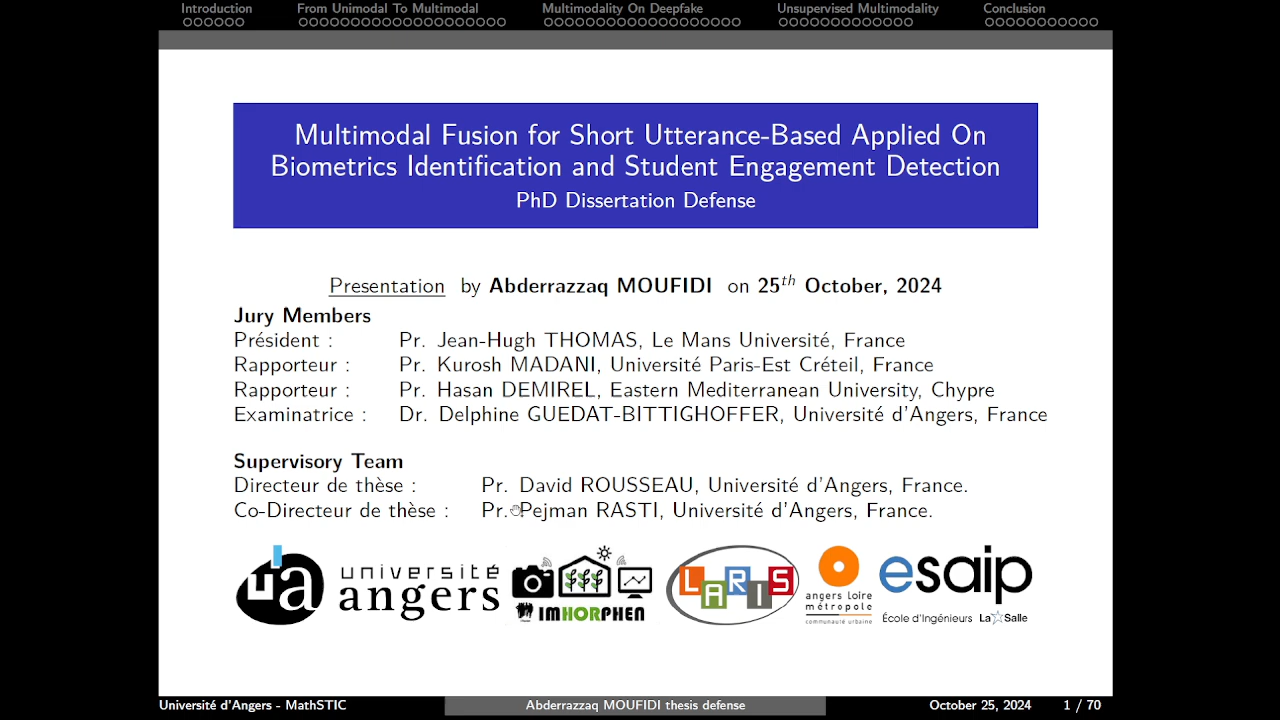 Introduction From Unimodal To Multimodal Multimodality On Deepfake Unsupervised Multimodality Conclusion
Multimodal Fusion for Short Utterance-Based Applied On
Biometrics Identification and Student Engagement Detection
PhD Dissertation Defense
Presentation by Abderrazzaq MOUFIDI on 25th October, 2024
Jury Members
Président : Pr. Jean-Hugh THOMAS, Le Mans Université, France
Rapporteur : Pr. Kurosh MADANI, Université Paris-Est Créteil, France
Rapporteur : Pr. Hasan DEMIREL, Eastern Mediterranean University, Chypre
Examinatrice : Dr. Delphine GUEDAT-BITTIGHOFFER, Université d'Angers, France
Supervisory Team
Directeur de thèse : Pr. David ROUSSEAU, Université d'Angers, France.
Co-Directeur de thèse : Pr. Pejman RASTI, Université d'Angers, France.
ua université angers
IMHORPHEN
LARIS
angers loire métropole
communauté urbaine
esaip
École d'Ingénieurs La Salle
Université d'Angers - MathSTIC Abderrazzaq MOUFIDI thesis defense October 25, 2024 1 / 70